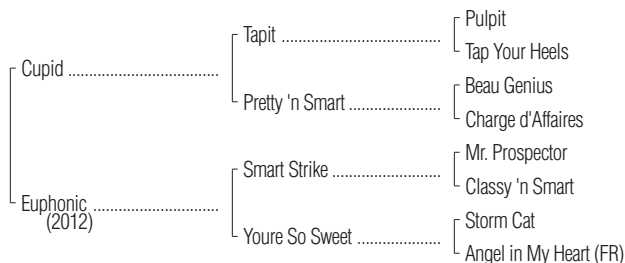 Pulpit
Tapit ........................................
Tap Your Heels
Cupid ......................................
Beau Genius
Pretty 'n Smart .......................
Charge d'Affaires
Mr. Prospector
Smart Strike ...........................
Classy 'n Smart
Euphonic ................................
(2012)
Storm Cat
Youre So Sweet .....................
Angel in My Heart (FR)